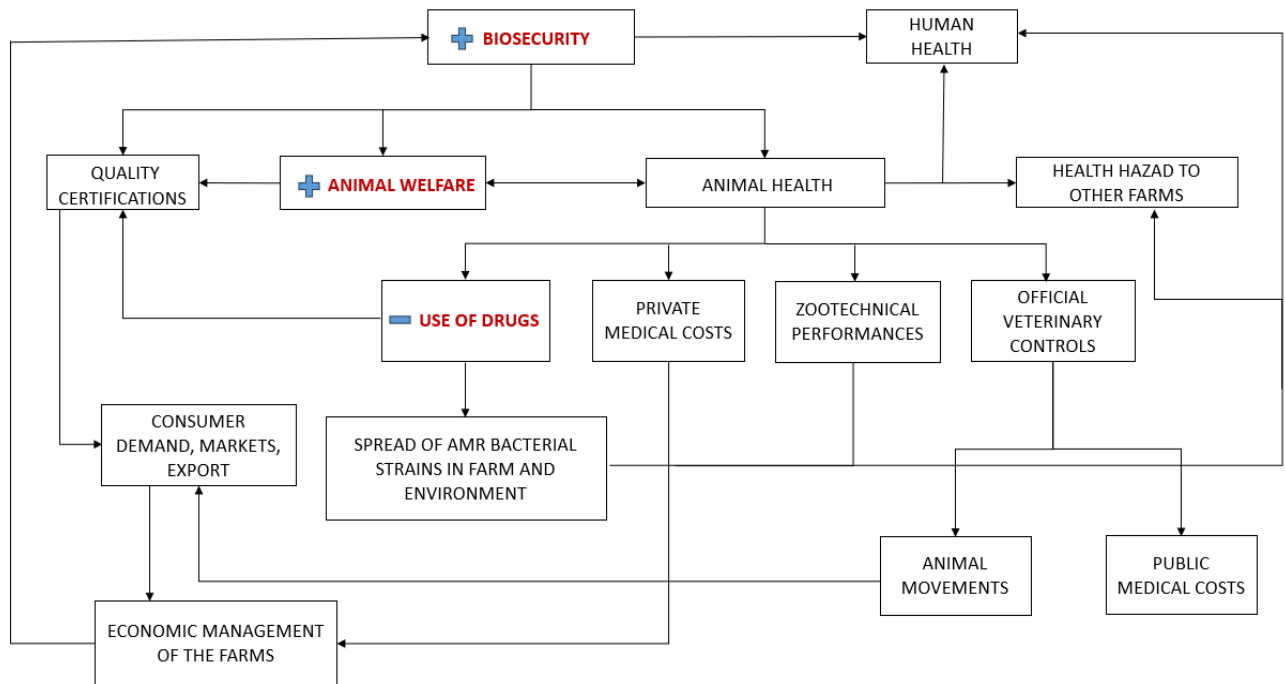 BIOSECURITY
HUMAN
HEALTH
QUALITY
CERTIFICATIONS
ANIMAL WELFARE
ANIMAL HEALTH
HEALTH HAZAD TO
OTHER FARMS
USE OF DRUGS
PRIVATE
MEDICAL COSTS
ZOOTECHNICAL
PERFORMANCES
OFFICIAL
VETERINARY
CONTROLS
CONSUMER
DEMAND, MARKETS,
EXPORT
SPREAD OF AMR BACTERIAL
STRAINS IN FARM AND
ENVIRONMENT
ANIMAL
MOVEMENTS
PUBLIC
MEDICAL COSTS
ECONOMIC MANAGEMENT
OF THE FARMS